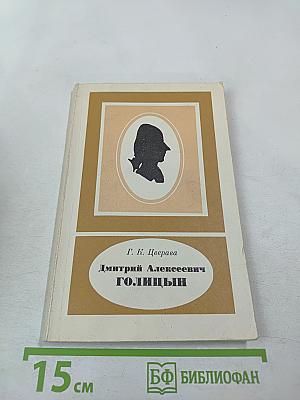 Г. К. Цверава
Дмитрий Алексеевич
ГОЛИЦЫН
15 см
БФ БИБЛИОФАН